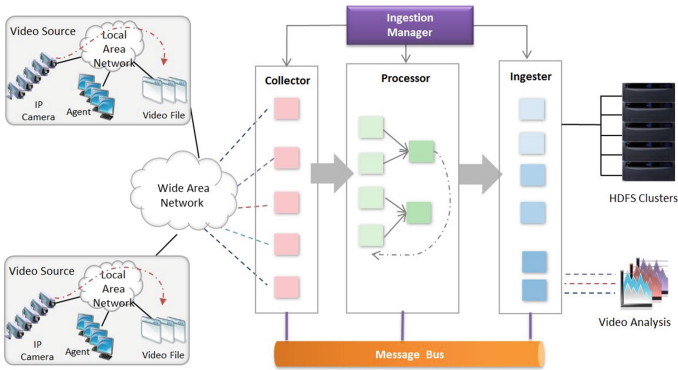 Video Source
Local
Area
Network
IP
Camera
Agent
Video File
Wide Area
Network
Video Source
Local
Area
Network
IP
Camera
Agent
Video File
Ingestion
Manager
Collector
Processor
Ingester
Message Bus
HDFS Clusters
Video Analysis